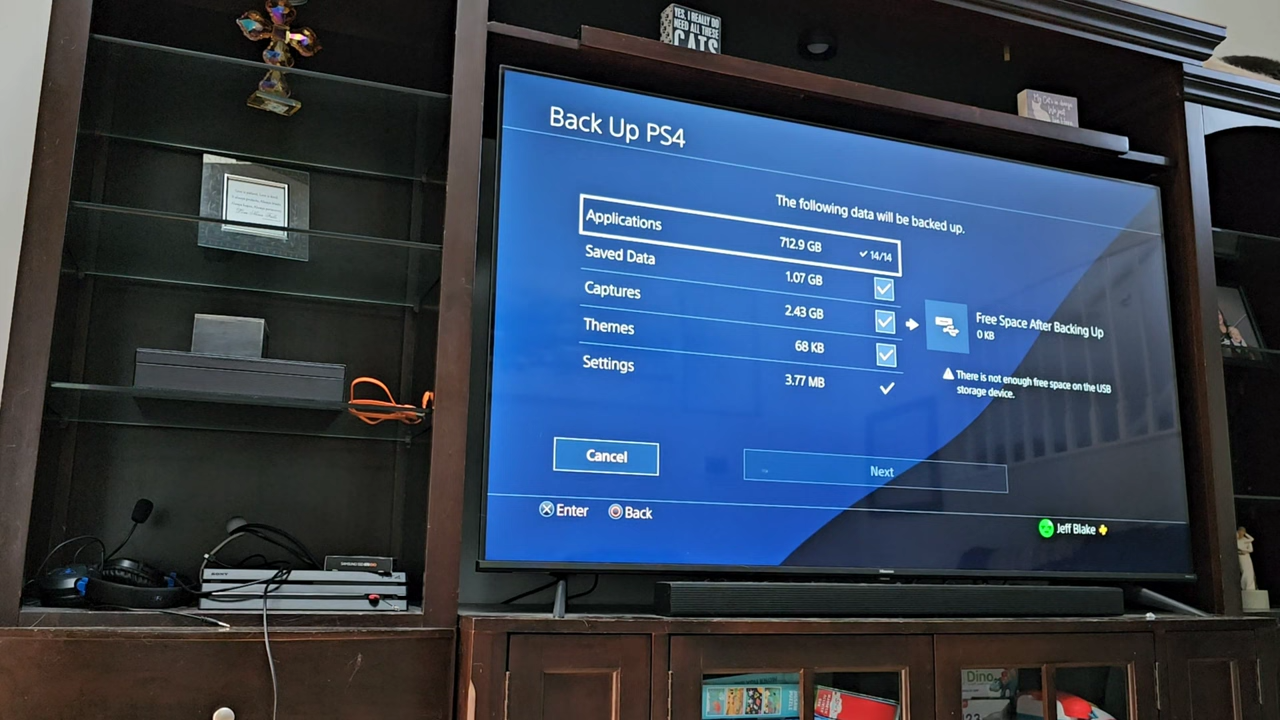 YES, I REALLY DO
NEED ALL THESE
CATS
Back Up PS4
The following data will be backed up.
Applications 712.9 GB 14/14
Saved Data 1.07 GB
Captures 2.43 GB
Themes 68 KB
Settings 3.77 MB
Free Space After Backing Up
0 KB
There is not enough free space on the USB
storage device.
Cancel Next
Enter Back
Jeff Blake
SONY
Dino